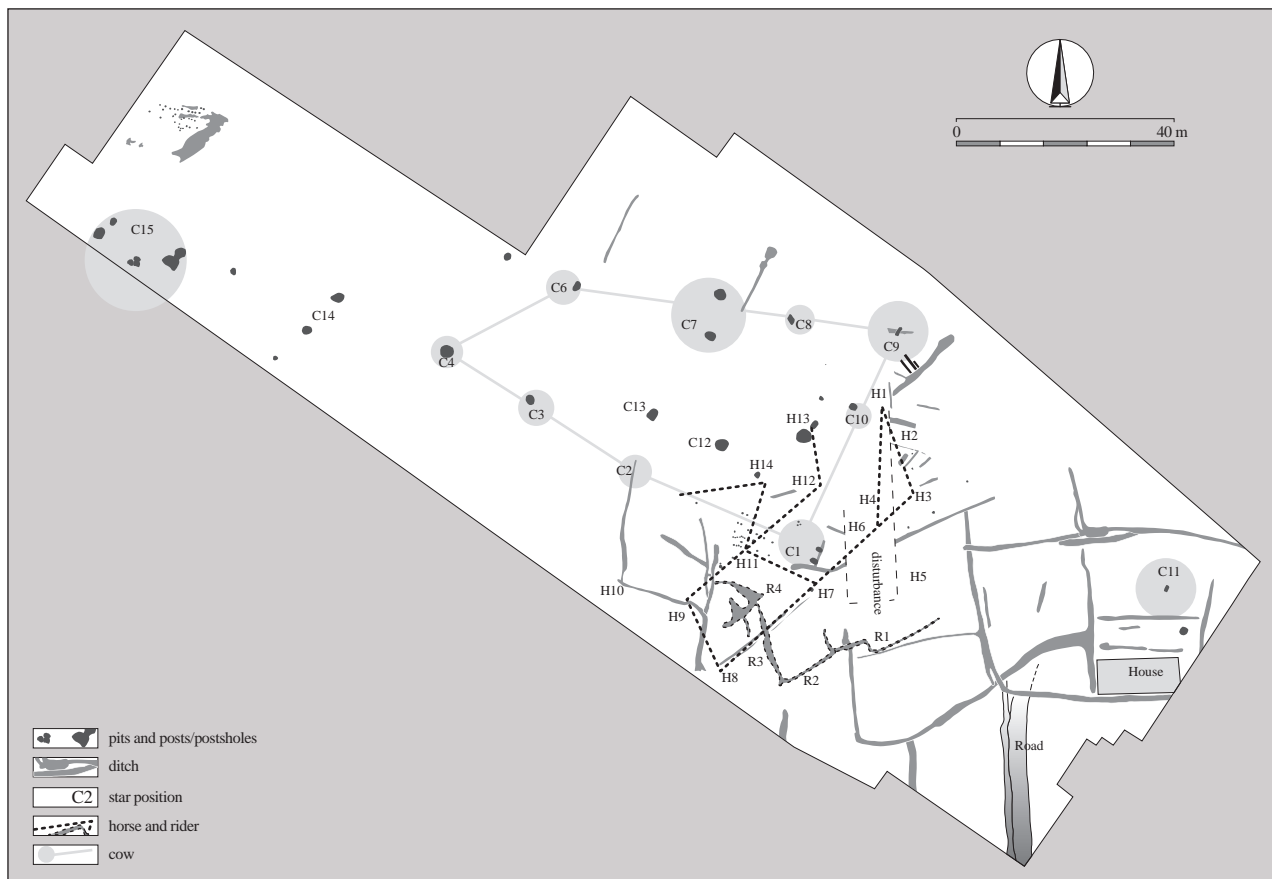 0 40 m
C15
C6
C14
C7
C8
C9
C4
H1
C3
C13
H13
C10
H2
C12
C2
H14
H12
H4
H3
H6
C1
H11
disturbance
H5
C11
H10
R4
H7
H9
R1
R3
H8
R2
House
Road
pits and posts/postsholes
ditch
C2 star position
horse and rider
cow